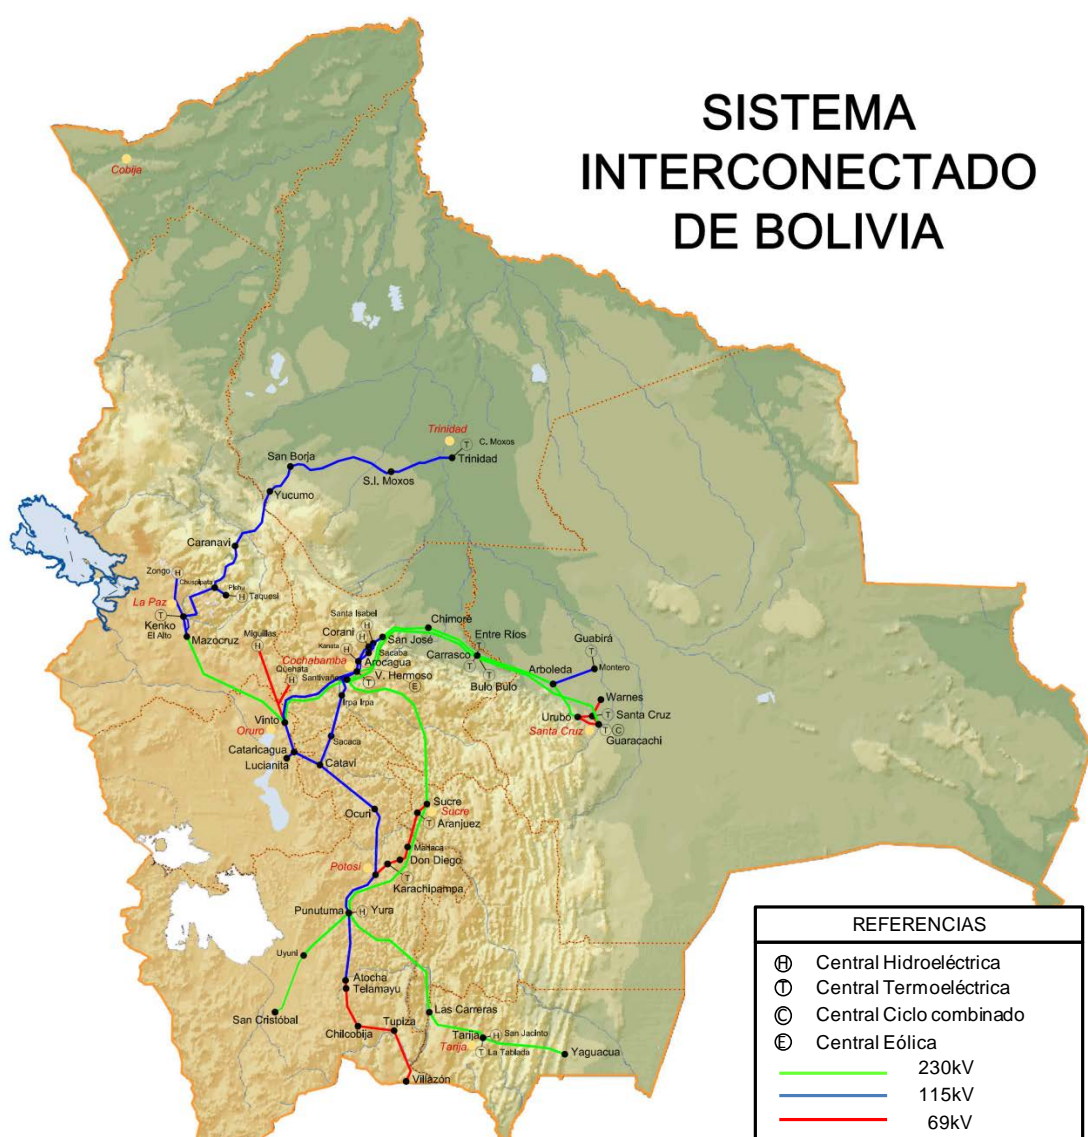 SISTEMA
INTERCONECTADO
DE BOLIVIA
Cobija
Trinidad
T C. Moxos
Trinidad
San Borja
S.I. Moxos
Yucumo
Caranavi
Zongo H
Chuspipata
H Taquesi
La Paz
T Kenko
El Alto
Mazocruz
Miguillas
H
Quehata
H
Santa Isabel
H
Corani
H
Kanata H
San José
Sacaba
Cochabamba
Arocagua
Santivañez
T V. Hermoso
E
Irpa Irpa
Chimoré
Entre Ríos
T
Carrasco
T T
Bulo Bulo
Guabirá
T
Arboleda
Montero
Warnes
Urubó
T Santa Cruz
Santa Cruz
T C
Guaracachi
Vinto
Oruro
Sacaca
Cataricagua
Lucianita
Catavi
Ocurí
Sucre
Sucre
T Aranjuez
Mariaca
Don Diego
Potosí
T
Karachipampa
Punutuma
H Yura
Uyuni
San Cristóbal
Atocha
Telamayu
Chilcobija
Tupiza
Villazón
Las Carreras
Tarija H San Jacinto
Tarija
T La Tablada
Yaguacua
REFERENCIAS
H Central Hidroeléctrica
T Central Termoeléctrica
C Central Ciclo combinado
E Central Eólica
230kV
115kV
69kV